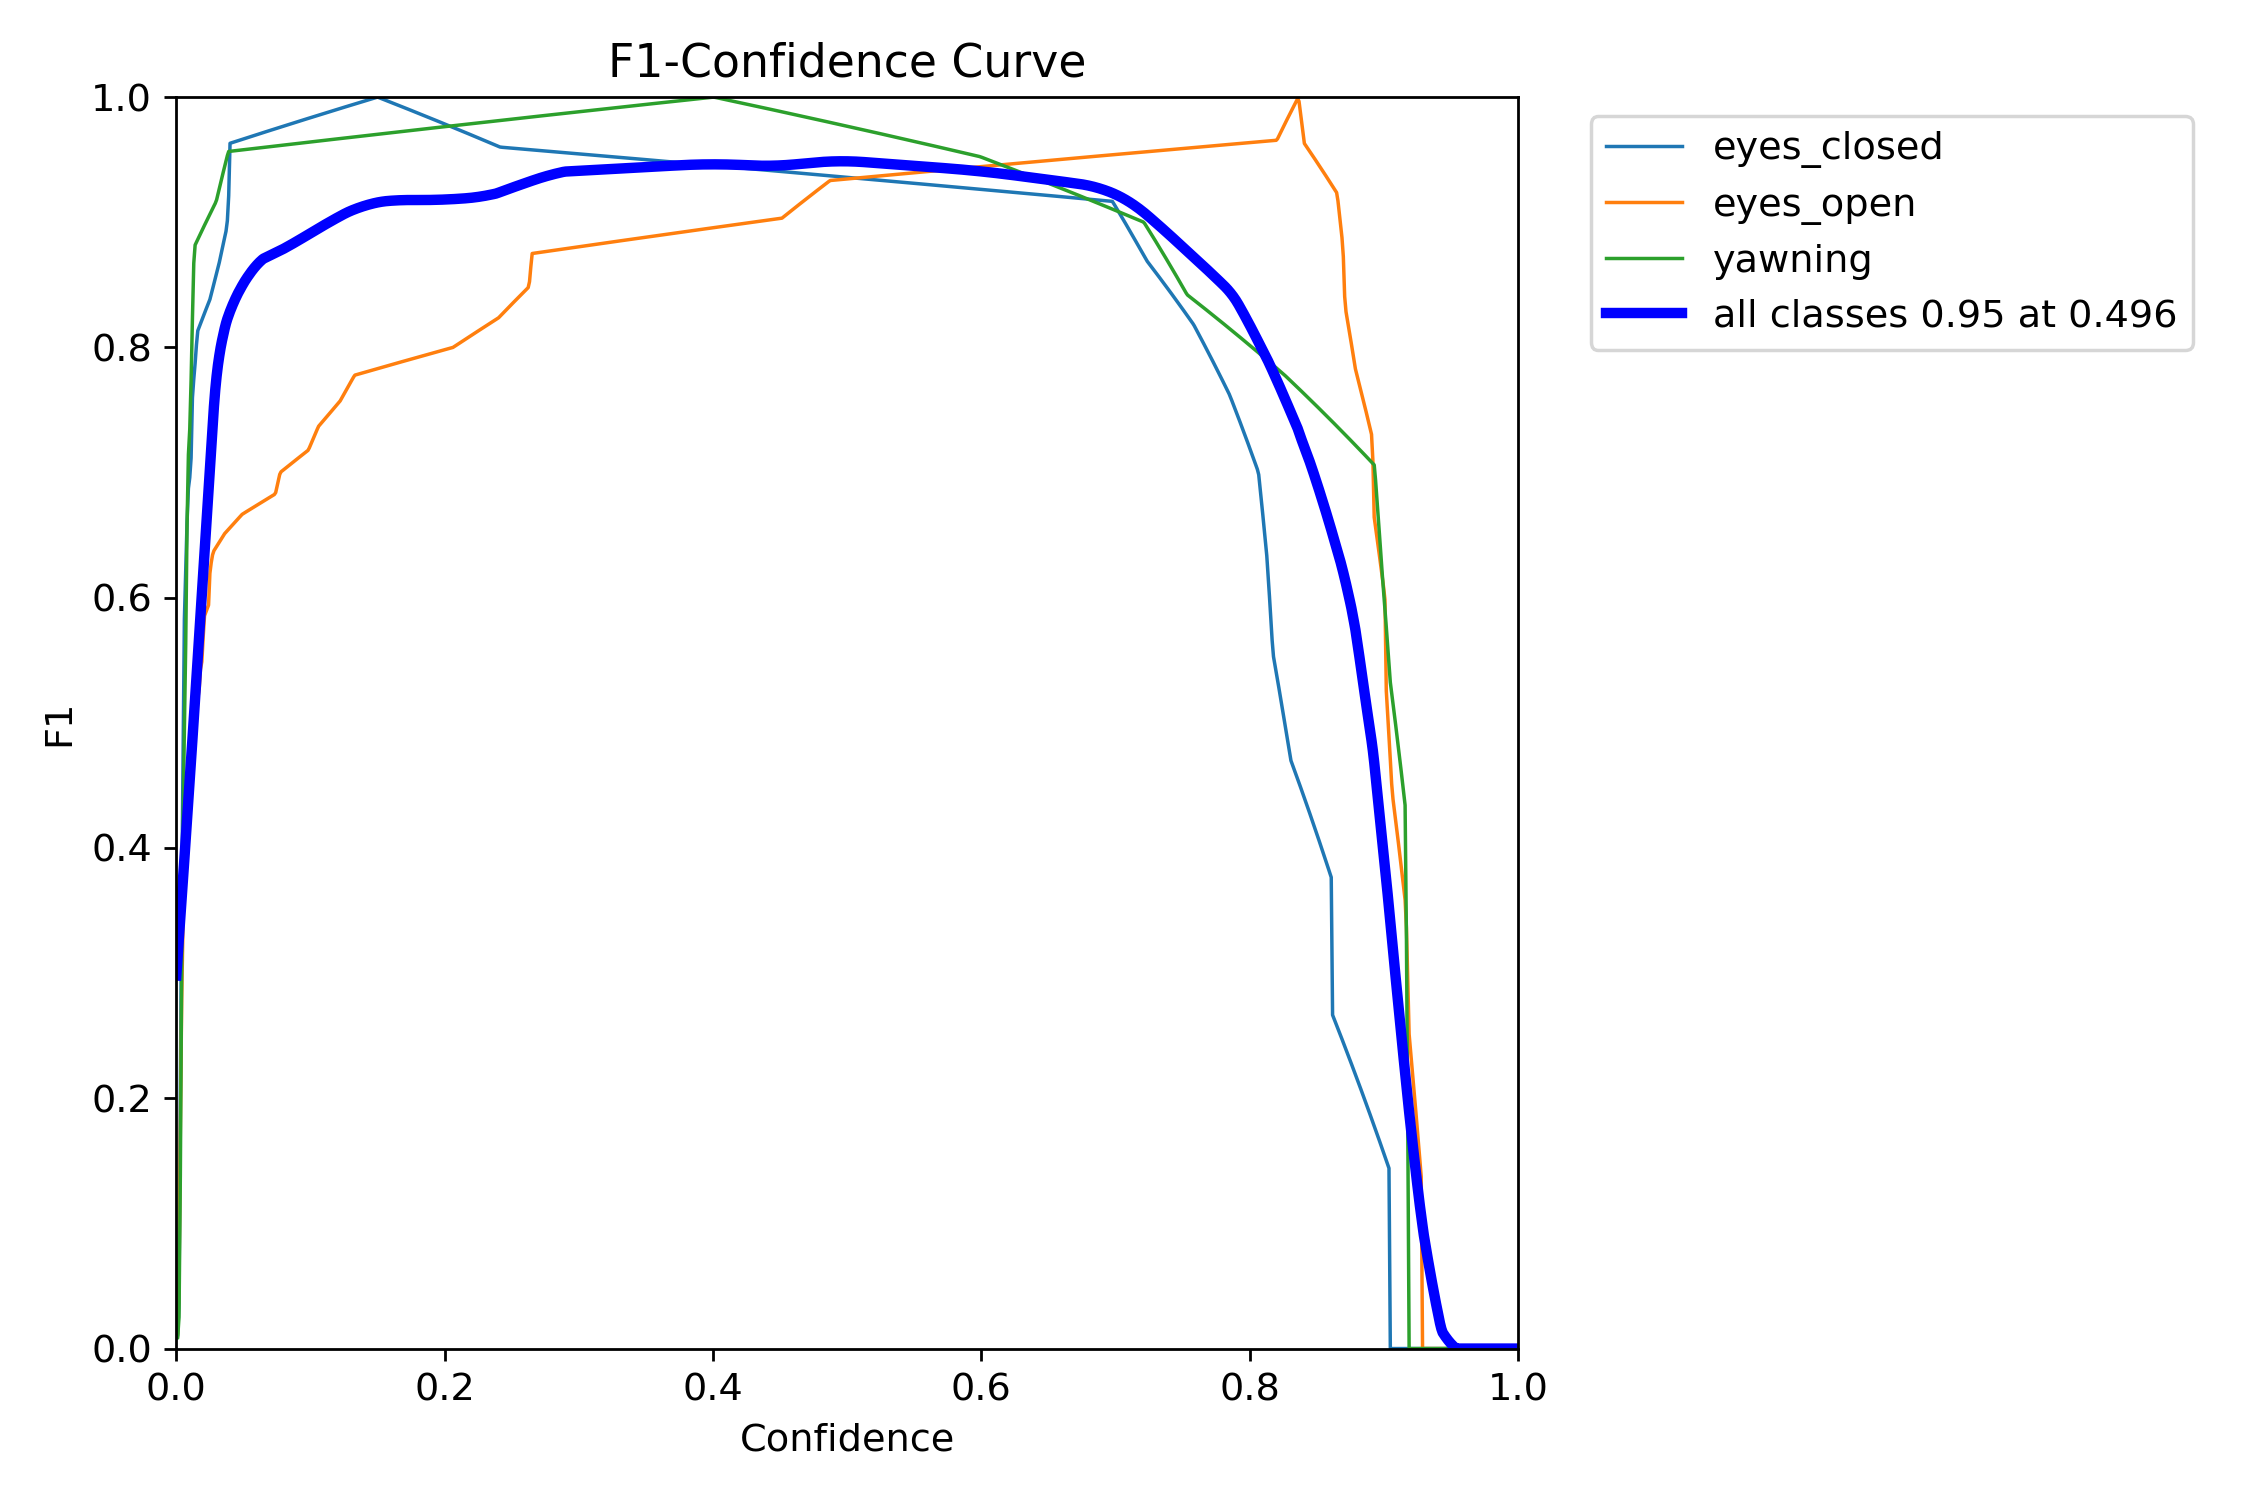 F1-Confidence Curve
1.0
0.8
0.6
0.4
0.2
0.0
F1
0.0 0.2 0.4 0.6 0.8 1.0
Confidence
eyes_closed
eyes_open
yawning
all classes 0.95 at 0.496